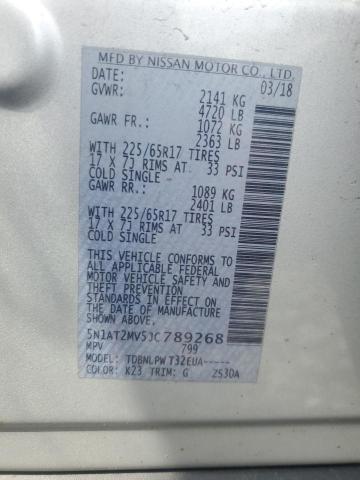 MFD BY NISSAN MOTOR CO., LTD.
DATE: 03/18
GVWR: 2141 KG
4720 LB
GAWR FR.: 1072 KG
2363 LB
WITH 225/65R17 TIRES
17 X 7J RIMS AT 33 PSI
COLD SINGLE
GAWR RR.: 1089 KG
2401 LB
WITH 225/65R17 TIRES
17 X 7J RIMS AT 33 PSI
COLD SINGLE
THIS VEHICLE CONFORMS TO
ALL APPLICABLE FEDERAL
MOTOR VEHICLE SAFETY
AND THEFT PREVENTION
STANDARDS IN EFFECT ON
THE DATE OF MANUFACTURE
SHOWN ABOVE.
5N1AT2MV5JC789268
MPV 799
MODEL: TDBNLPW T32EUA-----
COLOR: K23 TRIM: G 2530A